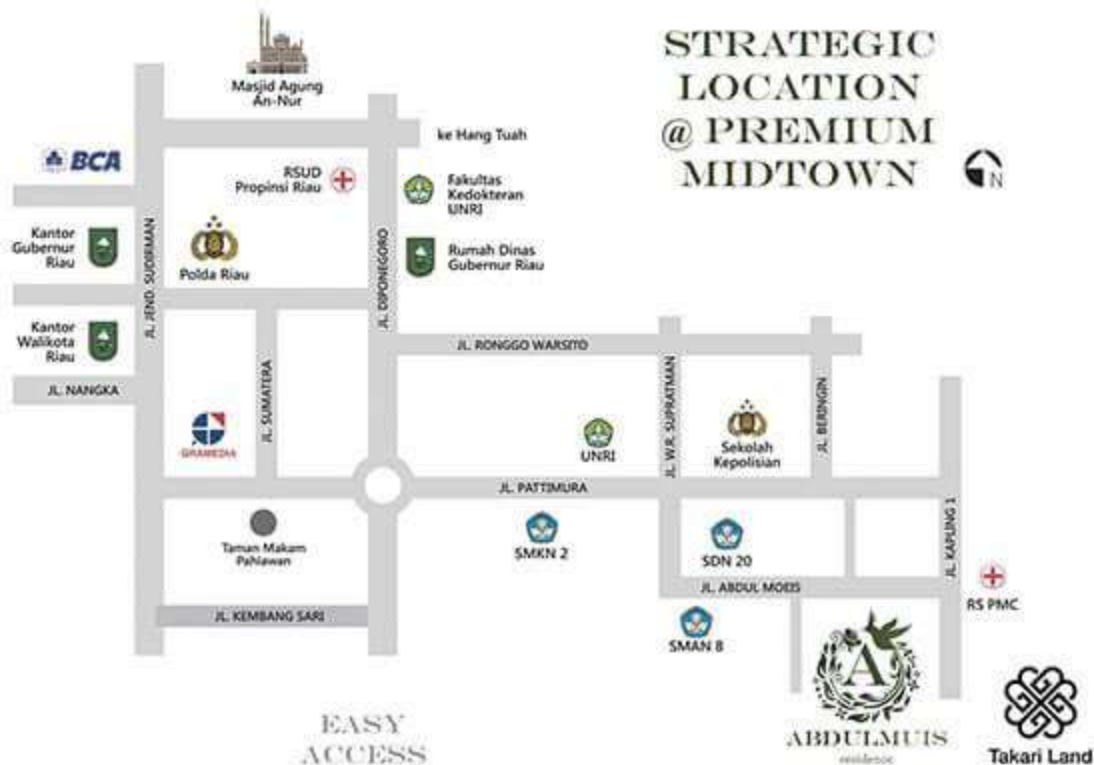 STRATEGIC
LOCATION
@ PREMIUM
MIDTOWN
N
Masjid Agung
An-Nur
ke Hang Tuah
BCA
RSUD
Propinsi Riau
Fakultas
Kedokteran
UNRI
Kantor
Gubernur
Riau
Polda Riau
Rumah Dinas
Gubernur Riau
JL. JEND. SUDIRMAN
JL. DIPONEGORO
Kantor
Walikota
Riau
JL. NANGKA
JL. RONGGO WARSITO
JL. SUMATERA
GRAMEDIA
UNRI
JL. W.R. SUPRATMAN
Sekolah
Kepolisian
JL. BERINGIN
JL. PATTIMURA
Taman Makam
Pahlawan
SMKN 2
SDN 20
JL. KAPLING 1
JL. ABDUL MOEIS
RS PMC
JL. KEMBANG SARI
SMAN 8
A
ABDULMUIS
residence
EASY
ACCESS
Takari Land